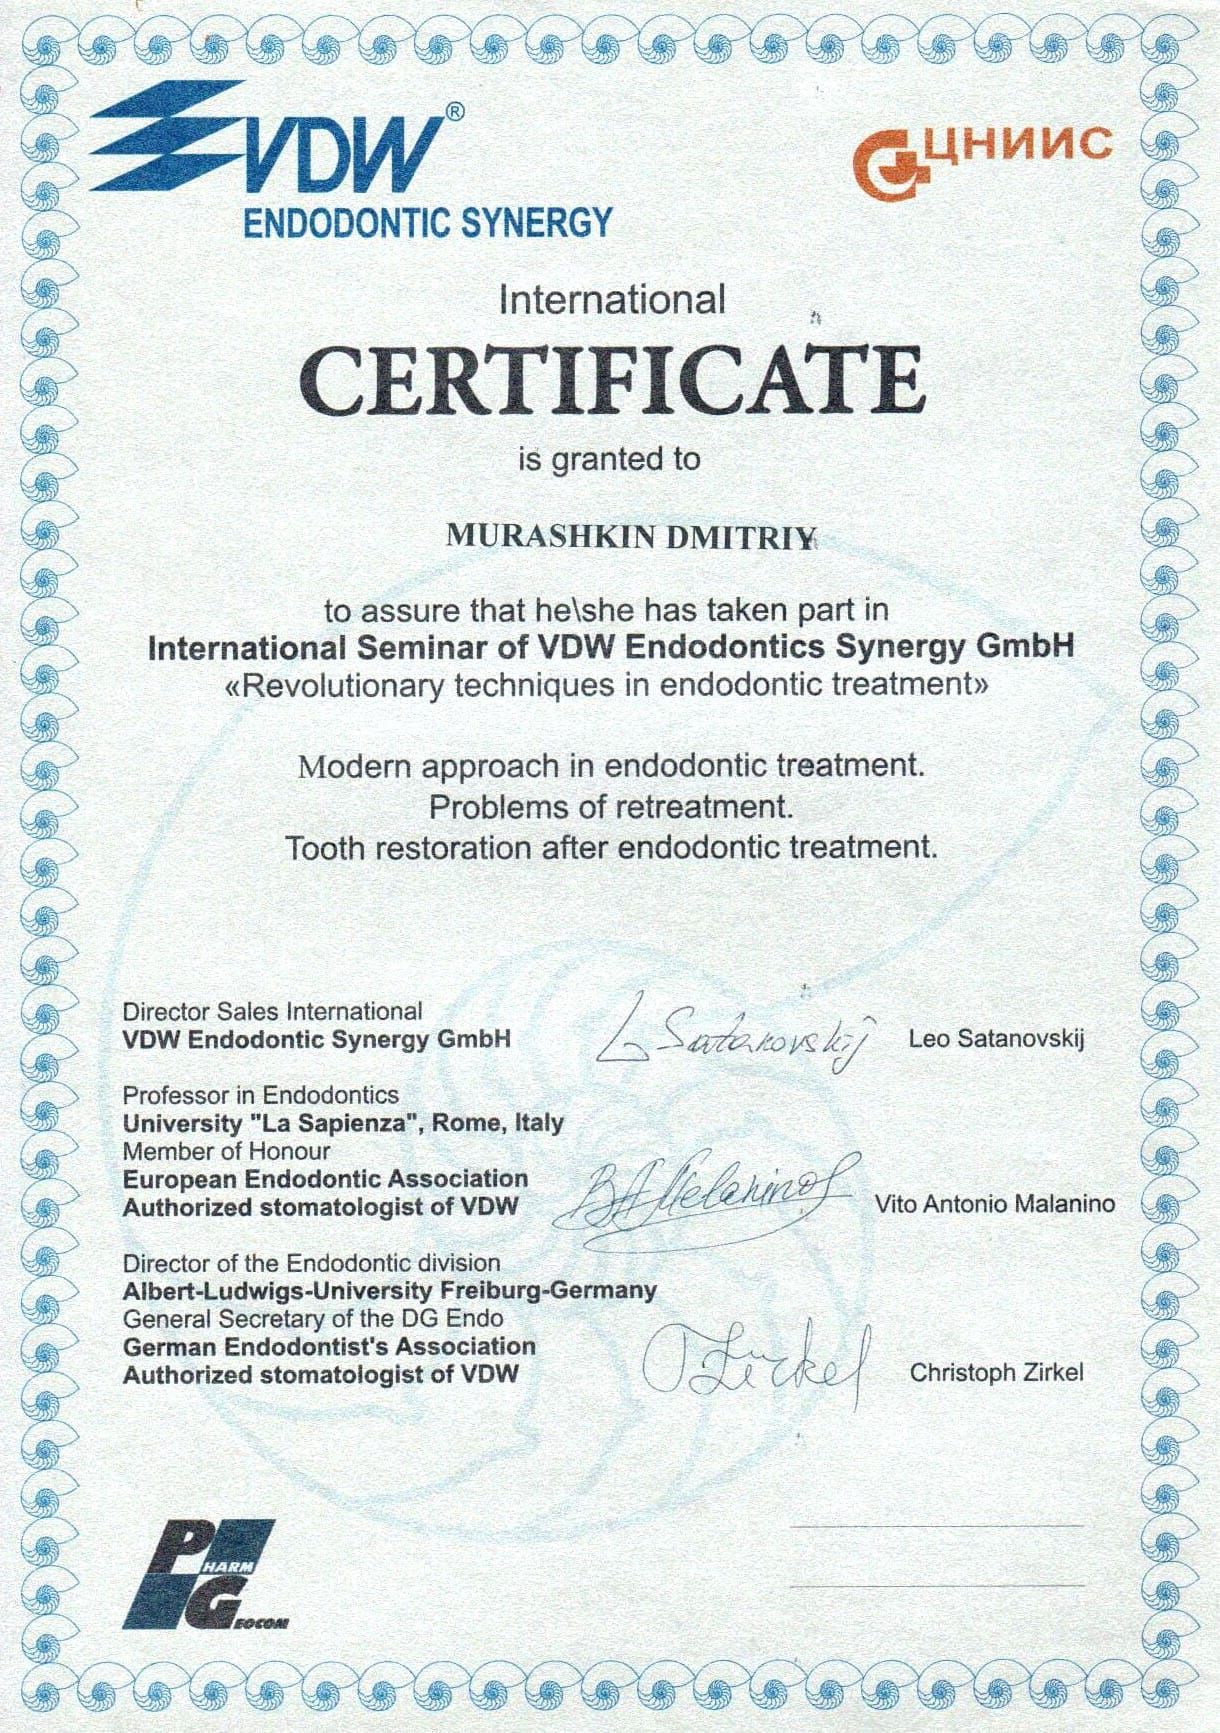 VDW®
ENDODONTIC SYNERGY
ЦНИИС
International
CERTIFICATE
is granted to
MURASHKIN DMITRIY
to assure that he\she has taken part in
International Seminar of VDW Endodontics Synergy GmbH
«Revolutionary techniques in endodontic treatment»
Modern approach in endodontic treatment.
Problems of retreatment.
Tooth restoration after endodontic treatment.
Director Sales International
VDW Endodontic Synergy GmbH
L Satanovskij
Leo Satanovskij
Professor in Endodontics
University "La Sapienza", Rome, Italy
Member of Honour
European Endodontic Association
Authorized stomatologist of VDW
Vito Antonio Malanino
Director of the Endodontic division
Albert-Ludwigs-University Freiburg-Germany
General Secretary of the DG Endo
German Endodontist's Association
Authorized stomatologist of VDW
Zirkel
Christoph Zirkel
PHARM
GEOCOM